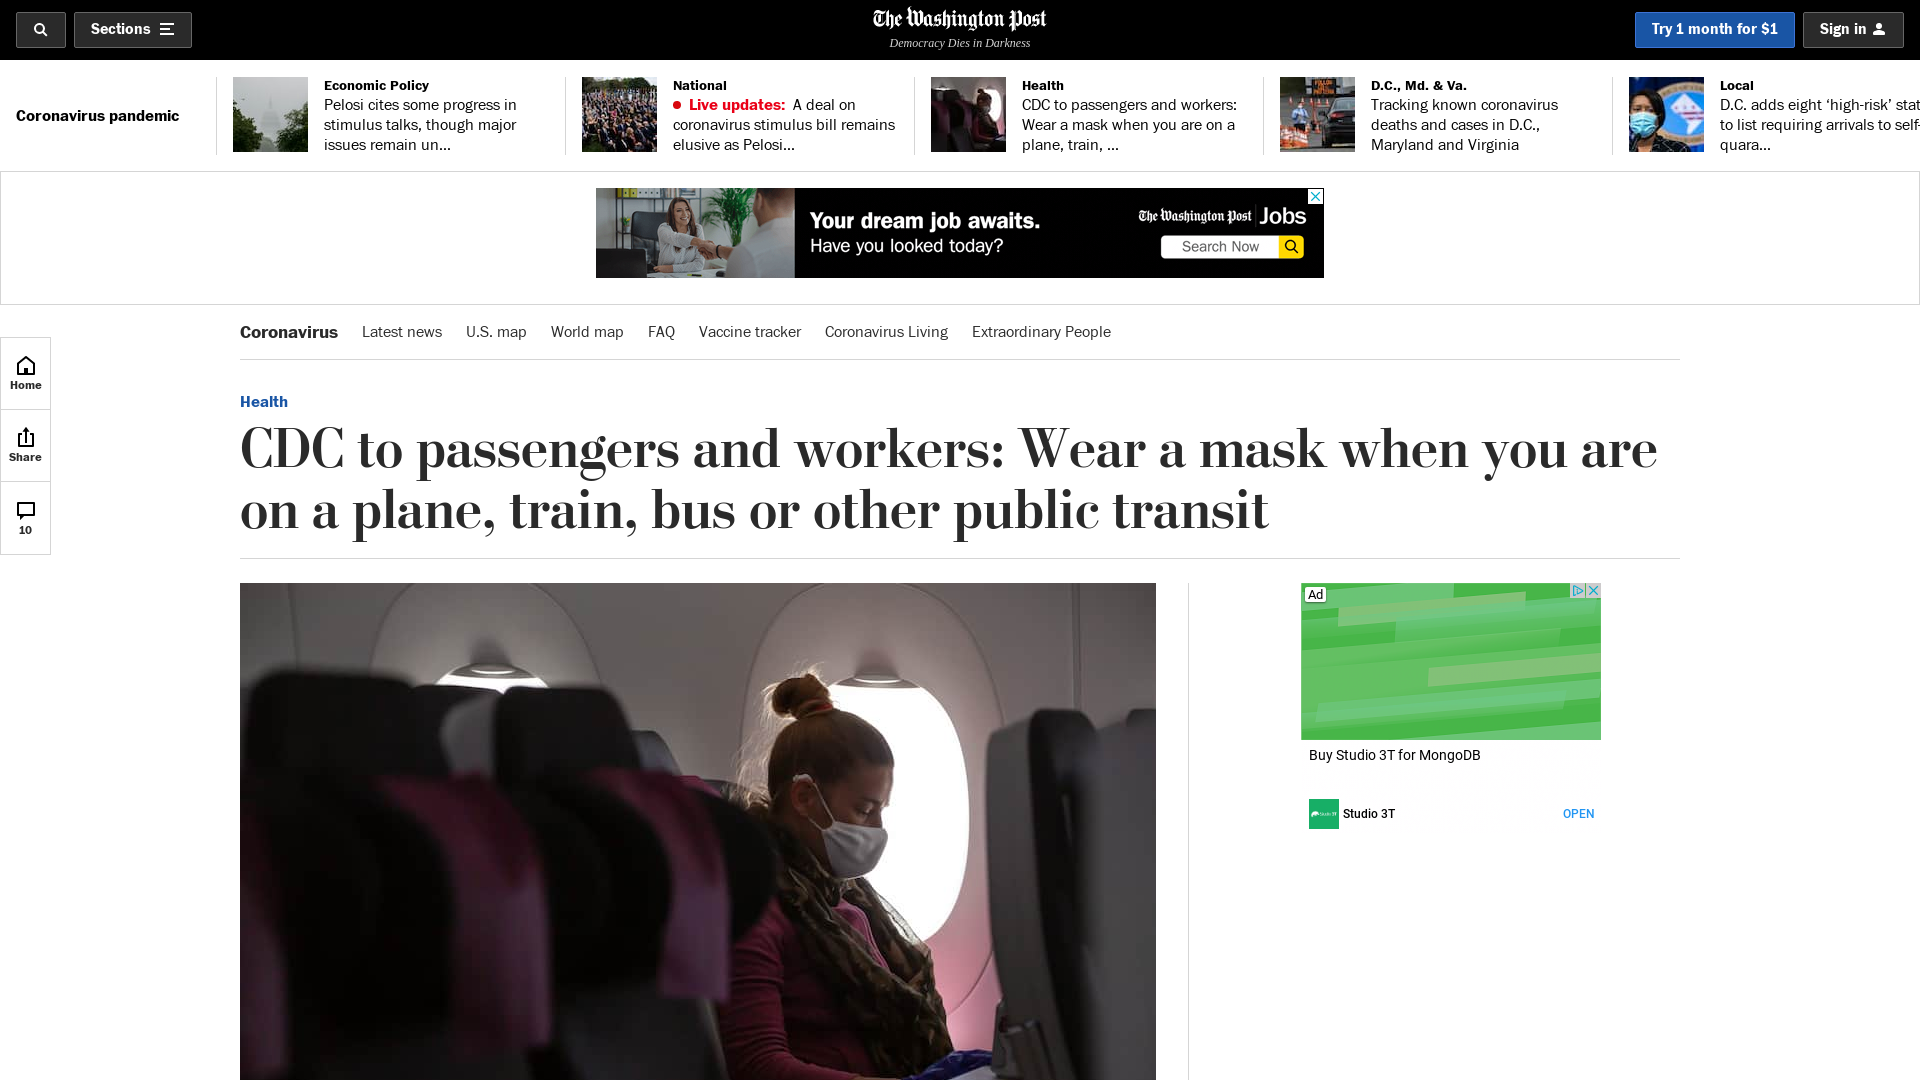 Sections
The Washington Post
Democracy Dies in Darkness
Try 1 month for $1
Sign in
Coronavirus pandemic
Economic Policy
Pelosi cites some progress in
stimulus talks, though major
issues remain un...
National
Live updates: A deal on
coronavirus stimulus bill remains
elusive as Pelosi...
Health
CDC to passengers and workers:
Wear a mask when you are on a
plane, train, ...
D.C., Md. & Va.
Tracking known coronavirus
deaths and cases in D.C.,
Maryland and Virginia
Local
D.C. adds eight ‘high-risk’ stat
to list requiring arrivals to self-
quara...
Your dream job awaits.
Have you looked today?
The Washington Post Jobs
Search Now
Coronavirus Latest news U.S. map World map FAQ Vaccine tracker Coronavirus Living Extraordinary People
Home
Share
10
Health
CDC to passengers and workers: Wear a mask when you are
on a plane, train, bus or other public transit
Ad
Buy Studio 3T for MongoDB
Studio 3T
OPEN